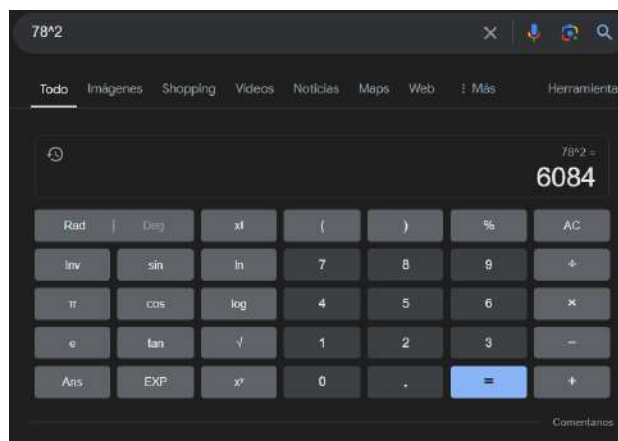 78^2
Todo Imágenes Shopping Videos Noticias Maps Web ⋮ Más Herramienta
78^2 =
6084
Rad | Deg x! ( ) % AC
Inv sin ln 7 8 9 ÷
π cos log 4 5 6 ×
e tan √ 1 2 3 −
Ans EXP xʸ 0 . = +
Comentarios